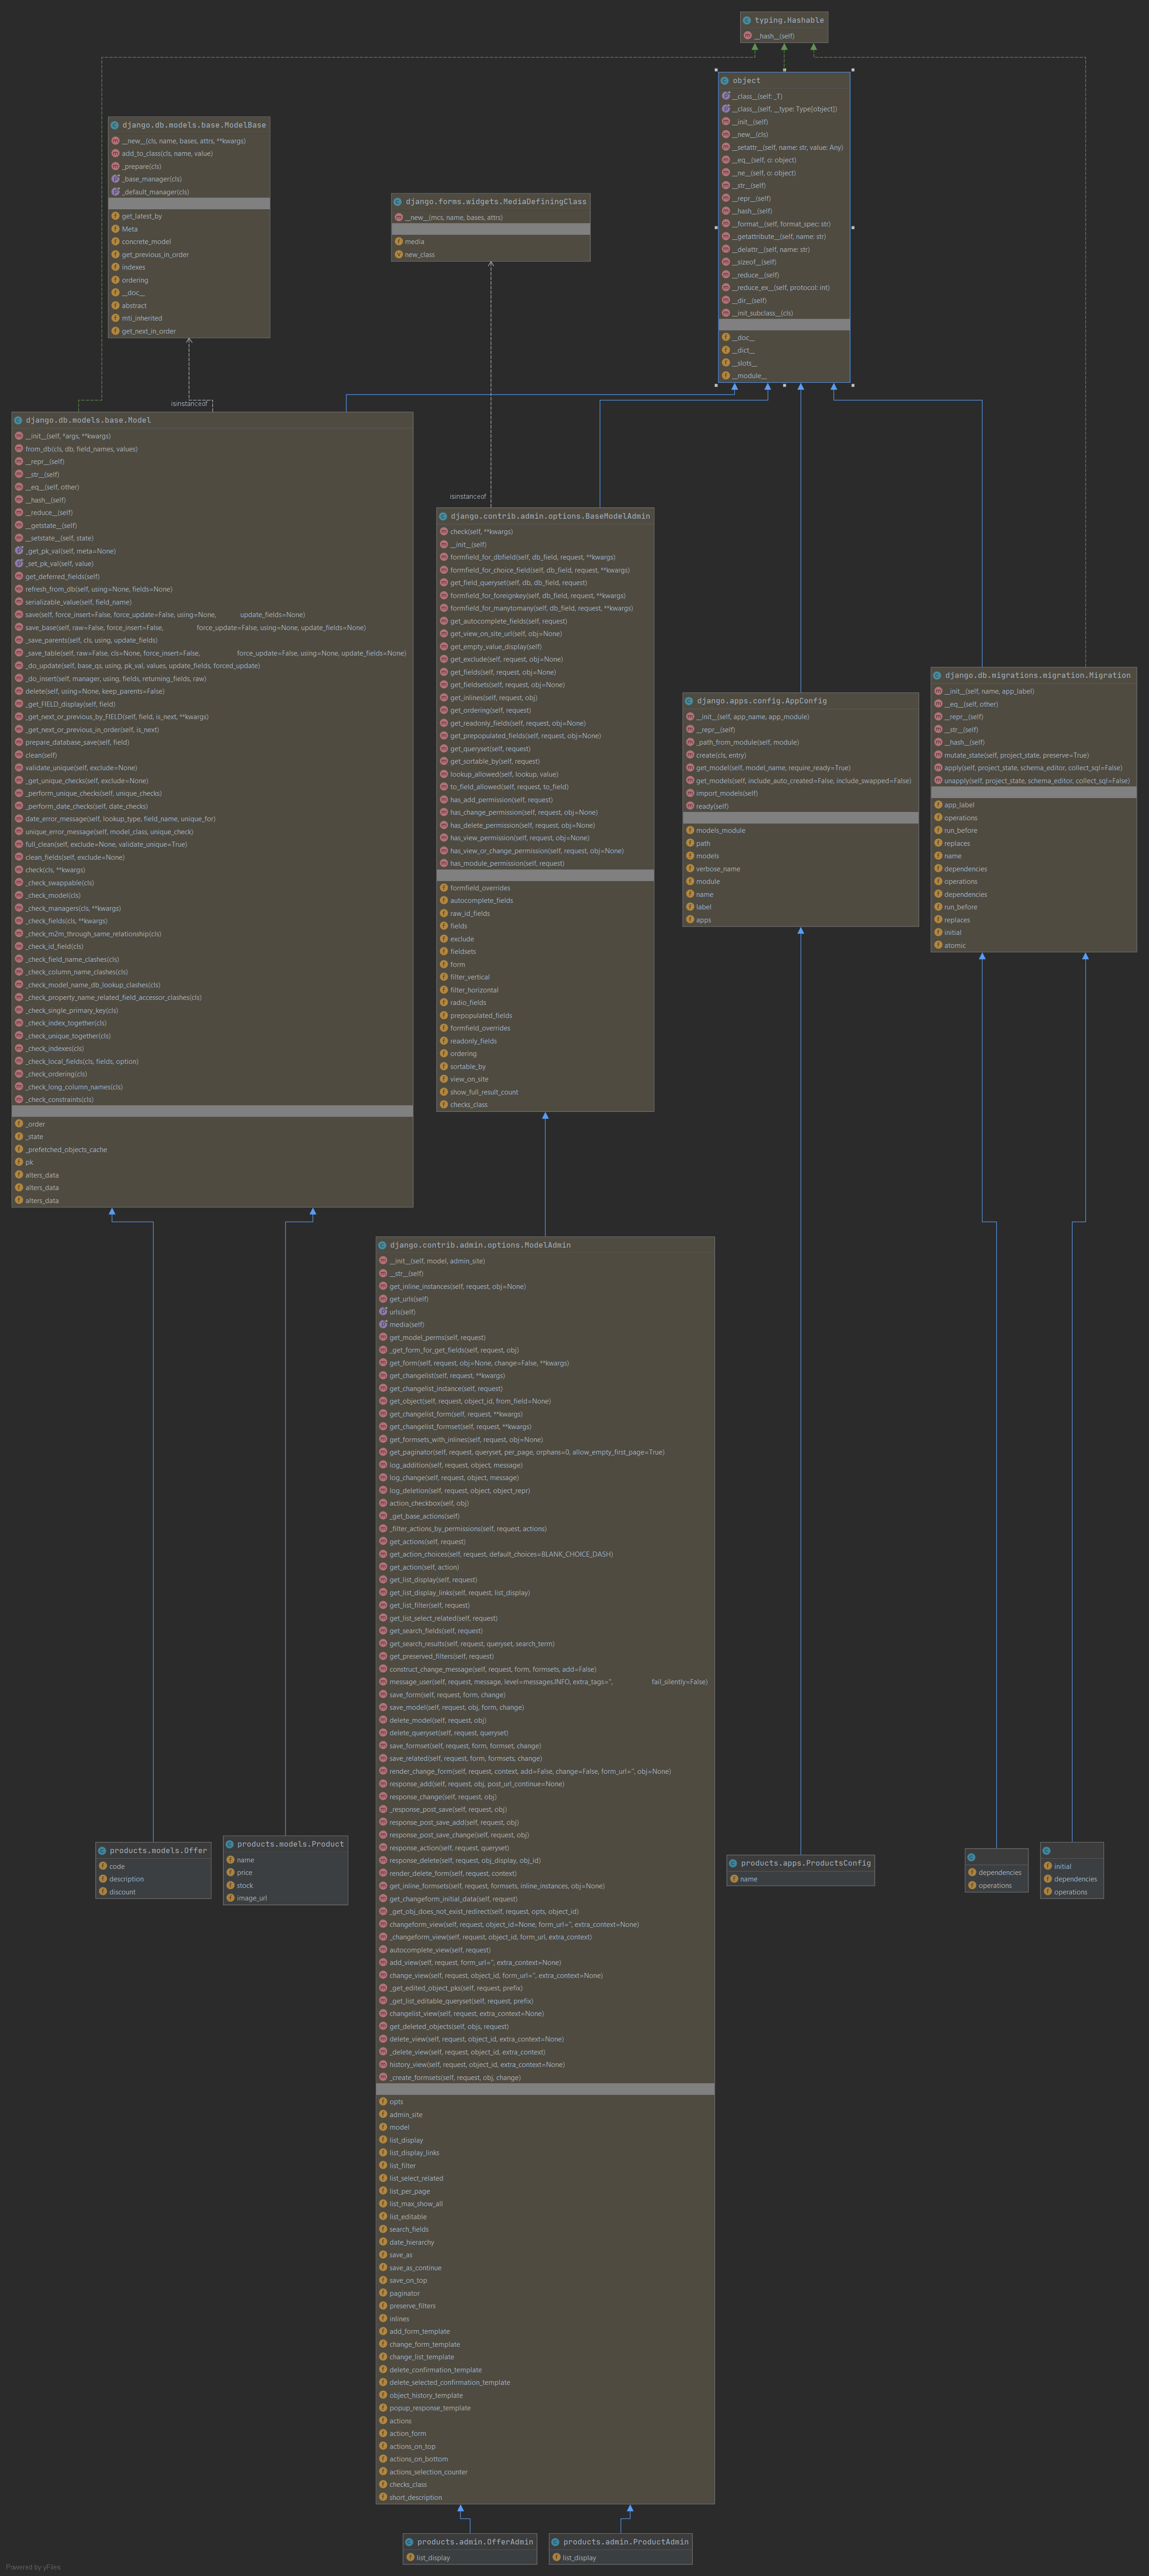 typing.Hashable
__hash__(self)
object
__class__(self: _T)
__class__(self, __type: Type[object])
__init__(self)
__new__(cls)
__setattr__(self, name: str, value: Any)
__eq__(self, o: object)
__ne__(self, o: object)
__str__(self)
__repr__(self)
__hash__(self)
__format__(self, format_spec: str)
__getattribute__(self, name: str)
__delattr__(self, name: str)
__sizeof__(self)
__reduce__(self)
__reduce_ex__(self, protocol: int)
__dir__(self)
__init_subclass__(cls)
__doc__
__dict__
__slots__
__module__
django.db.models.base.ModelBase
__new__(cls, name, bases, attrs, **kwargs)
add_to_class(cls, name, value)
_prepare(cls)
_base_manager(cls)
_default_manager(cls)
get_latest_by
Meta
concrete_model
get_previous_in_order
indexes
ordering
__doc__
abstract
mti_inherited
get_next_in_order
django.forms.widgets.MediaDefiningClass
__new__(mcs, name, bases, attrs)
media
new_class
isinstanceof
django.db.models.base.Model
__init__(self, *args, **kwargs)
from_db(cls, db, field_names, values)
__repr__(self)
__str__(self)
__eq__(self, other)
__hash__(self)
__reduce__(self)
__getstate__(self)
__setstate__(self, state)
_get_pk_val(self, meta=None)
_set_pk_val(self, value)
get_deferred_fields(self)
refresh_from_db(self, using=None, fields=None)
serializable_value(self, field_name)
save(self, force_insert=False, force_update=False, using=None, update_fields=None)
save_base(self, raw=False, force_insert=False, force_update=False, using=None, update_fields=None)
_save_parents(self, cls, using, update_fields)
_save_table(self, raw=False, cls=None, force_insert=False, force_update=False, using=None, update_fields=None)
_do_update(self, base_qs, using, pk_val, values, update_fields, forced_update)
_do_insert(self, manager, using, fields, returning_fields, raw)
delete(self, using=None, keep_parents=False)
_get_FIELD_display(self, field)
_get_next_or_previous_by_FIELD(self, field, is_next, **kwargs)
_get_next_or_previous_in_order(self, is_next)
prepare_database_save(self, field)
clean(self)
validate_unique(self, exclude=None)
_get_unique_checks(self, exclude=None)
_perform_unique_checks(self, unique_checks)
_perform_date_checks(self, date_checks)
date_error_message(self, lookup_type, field_name, unique_for)
unique_error_message(self, model_class, unique_check)
full_clean(self, exclude=None, validate_unique=True)
clean_fields(self, exclude=None)
check(cls, **kwargs)
_check_swappable(cls)
_check_model(cls)
_check_managers(cls, **kwargs)
_check_fields(cls, **kwargs)
_check_m2m_through_same_relationship(cls)
_check_id_field(cls)
_check_field_name_clashes(cls)
_check_column_name_clashes(cls)
_check_model_name_db_lookup_clashes(cls)
_check_property_name_related_field_accessor_clashes(cls)
_check_single_primary_key(cls)
_check_index_together(cls)
_check_unique_together(cls)
_check_indexes(cls)
_check_local_fields(cls, fields, option)
_check_ordering(cls)
_check_long_column_names(cls)
_check_constraints(cls)
_order
_state
_prefetched_objects_cache
pk
alters_data
alters_data
alters_data
isinstanceof
django.contrib.admin.options.BaseModelAdmin
check(self, **kwargs)
__init__(self)
formfield_for_dbfield(self, db_field, request, **kwargs)
formfield_for_choice_field(self, db_field, request, **kwargs)
get_field_queryset(self, db, db_field, request)
formfield_for_foreignkey(self, db_field, request, **kwargs)
formfield_for_manytomany(self, db_field, request, **kwargs)
get_autocomplete_fields(self, request)
get_view_on_site_url(self, obj=None)
get_empty_value_display(self)
get_exclude(self, request, obj=None)
get_fields(self, request, obj=None)
get_fieldsets(self, request, obj=None)
get_inlines(self, request, obj)
get_ordering(self, request)
get_readonly_fields(self, request, obj=None)
get_prepopulated_fields(self, request, obj=None)
get_queryset(self, request)
get_sortable_by(self, request)
lookup_allowed(self, lookup, value)
to_field_allowed(self, request, to_field)
has_add_permission(self, request)
has_change_permission(self, request, obj=None)
has_delete_permission(self, request, obj=None)
has_view_permission(self, request, obj=None)
has_view_or_change_permission(self, request, obj=None)
has_module_permission(self, request)
formfield_overrides
autocomplete_fields
raw_id_fields
fields
exclude
fieldsets
form
filter_vertical
filter_horizontal
radio_fields
prepopulated_fields
formfield_overrides
readonly_fields
ordering
sortable_by
view_on_site
show_full_result_count
checks_class
django.apps.config.AppConfig
__init__(self, app_name, app_module)
__repr__(self)
_path_from_module(self, module)
create(cls, entry)
get_model(self, model_name, require_ready=True)
get_models(self, include_auto_created=False, include_swapped=False)
import_models(self)
ready(self)
models_module
path
models
verbose_name
module
name
label
apps
django.db.migrations.migration.Migration
__init__(self, name, app_label)
__eq__(self, other)
__repr__(self)
__str__(self)
__hash__(self)
mutate_state(self, project_state, preserve=True)
apply(self, project_state, schema_editor, collect_sql=False)
unapply(self, project_state, schema_editor, collect_sql=False)
app_label
operations
run_before
replaces
name
dependencies
operations
dependencies
run_before
replaces
initial
atomic
django.contrib.admin.options.ModelAdmin
__init__(self, model, admin_site)
__str__(self)
get_inline_instances(self, request, obj=None)
get_urls(self)
urls(self)
media(self)
get_model_perms(self, request)
_get_form_for_get_fields(self, request, obj)
get_form(self, request, obj=None, change=False, **kwargs)
get_changelist(self, request, **kwargs)
get_changelist_instance(self, request)
get_object(self, request, object_id, from_field=None)
get_changelist_form(self, request, **kwargs)
get_changelist_formset(self, request, **kwargs)
get_formsets_with_inlines(self, request, obj=None)
get_paginator(self, request, queryset, per_page, orphans=0, allow_empty_first_page=True)
log_addition(self, request, object, message)
log_change(self, request, object, message)
log_deletion(self, request, object, object_repr)
action_checkbox(self, obj)
_get_base_actions(self)
_filter_actions_by_permissions(self, request, actions)
get_actions(self, request)
get_action_choices(self, request, default_choices=BLANK_CHOICE_DASH)
get_action(self, action)
get_list_display(self, request)
get_list_display_links(self, request, list_display)
get_list_filter(self, request)
get_list_select_related(self, request)
get_search_fields(self, request)
get_search_results(self, request, queryset, search_term)
get_preserved_filters(self, request)
construct_change_message(self, request, form, formsets, add=False)
message_user(self, request, message, level=messages.INFO, extra_tags='', fail_silently=False)
save_form(self, request, form, change)
save_model(self, request, obj, form, change)
delete_model(self, request, obj)
delete_queryset(self, request, queryset)
save_formset(self, request, form, formset, change)
save_related(self, request, form, formsets, change)
render_change_form(self, request, context, add=False, change=False, form_url='', obj=None)
response_add(self, request, obj, post_url_continue=None)
response_change(self, request, obj)
_response_post_save(self, request, obj)
response_post_save_add(self, request, obj)
response_post_save_change(self, request, obj)
response_action(self, request, queryset)
response_delete(self, request, obj_display, obj_id)
render_delete_form(self, request, context)
get_inline_formsets(self, request, formsets, inline_instances, obj=None)
get_changeform_initial_data(self, request)
_get_obj_does_not_exist_redirect(self, request, opts, object_id)
changeform_view(self, request, object_id=None, form_url='', extra_context=None)
_changeform_view(self, request, object_id, form_url, extra_context)
autocomplete_view(self, request)
add_view(self, request, form_url='', extra_context=None)
change_view(self, request, object_id, form_url='', extra_context=None)
_get_edited_object_pks(self, request, prefix)
_get_list_editable_queryset(self, request, prefix)
changelist_view(self, request, extra_context=None)
get_deleted_objects(self, objs, request)
delete_view(self, request, object_id, extra_context=None)
_delete_view(self, request, object_id, extra_context)
history_view(self, request, object_id, extra_context=None)
_create_formsets(self, request, obj, change)
opts
admin_site
model
list_display
list_display_links
list_filter
list_select_related
list_per_page
list_max_show_all
list_editable
search_fields
date_hierarchy
save_as
save_as_continue
save_on_top
paginator
preserve_filters
inlines
add_form_template
change_form_template
change_list_template
delete_confirmation_template
delete_selected_confirmation_template
object_history_template
popup_response_template
actions
action_form
actions_on_top
actions_on_bottom
actions_selection_counter
checks_class
short_description
products.models.Offer
code
description
discount
products.models.Product
name
price
stock
image_url
products.apps.ProductsConfig
name
dependencies
operations
initial
dependencies
operations
products.admin.OfferAdmin
list_display
products.admin.ProductAdmin
list_display
Powered by yFiles